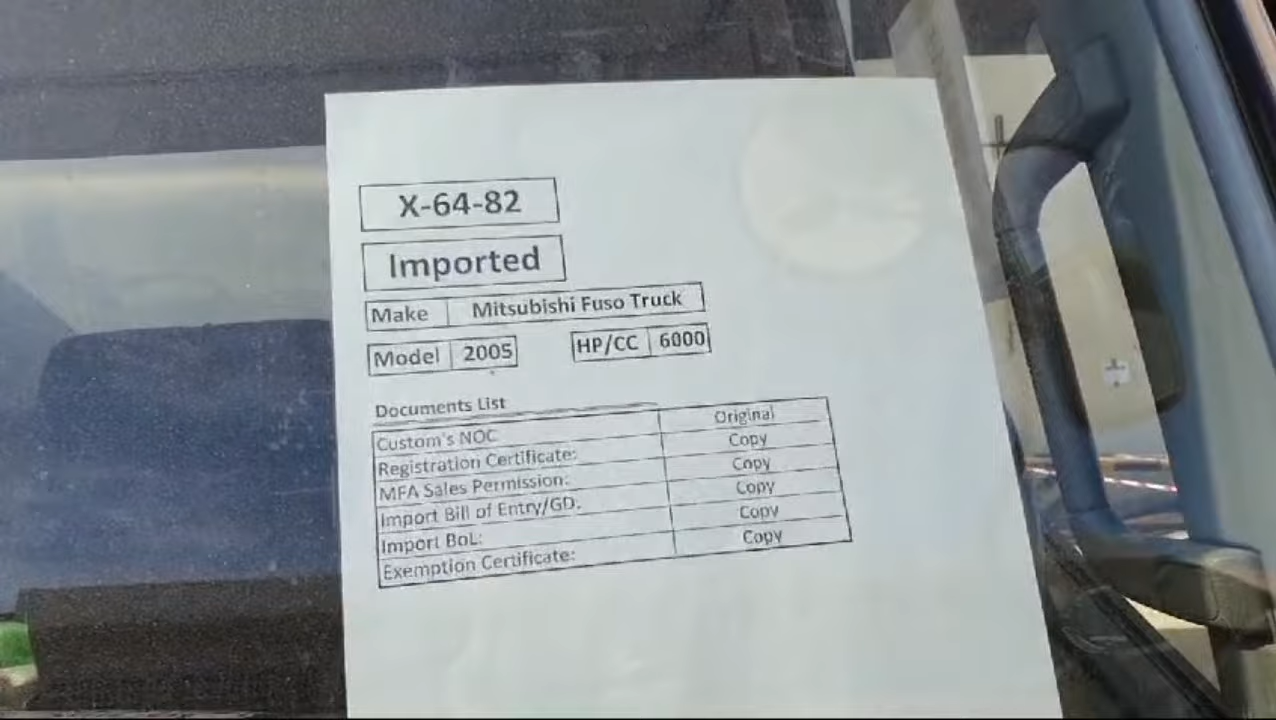 X-64-82
Imported
Make Mitsubishi Fuso Truck
Model 2005 HP/CC 6000
Documents List
Custom's NOC Original
Registration Certificate: Copy
MFA Sales Permission: Copy
Import Bill of Entry/GD: Copy
Import BoL: Copy
Exemption Certificate: Copy